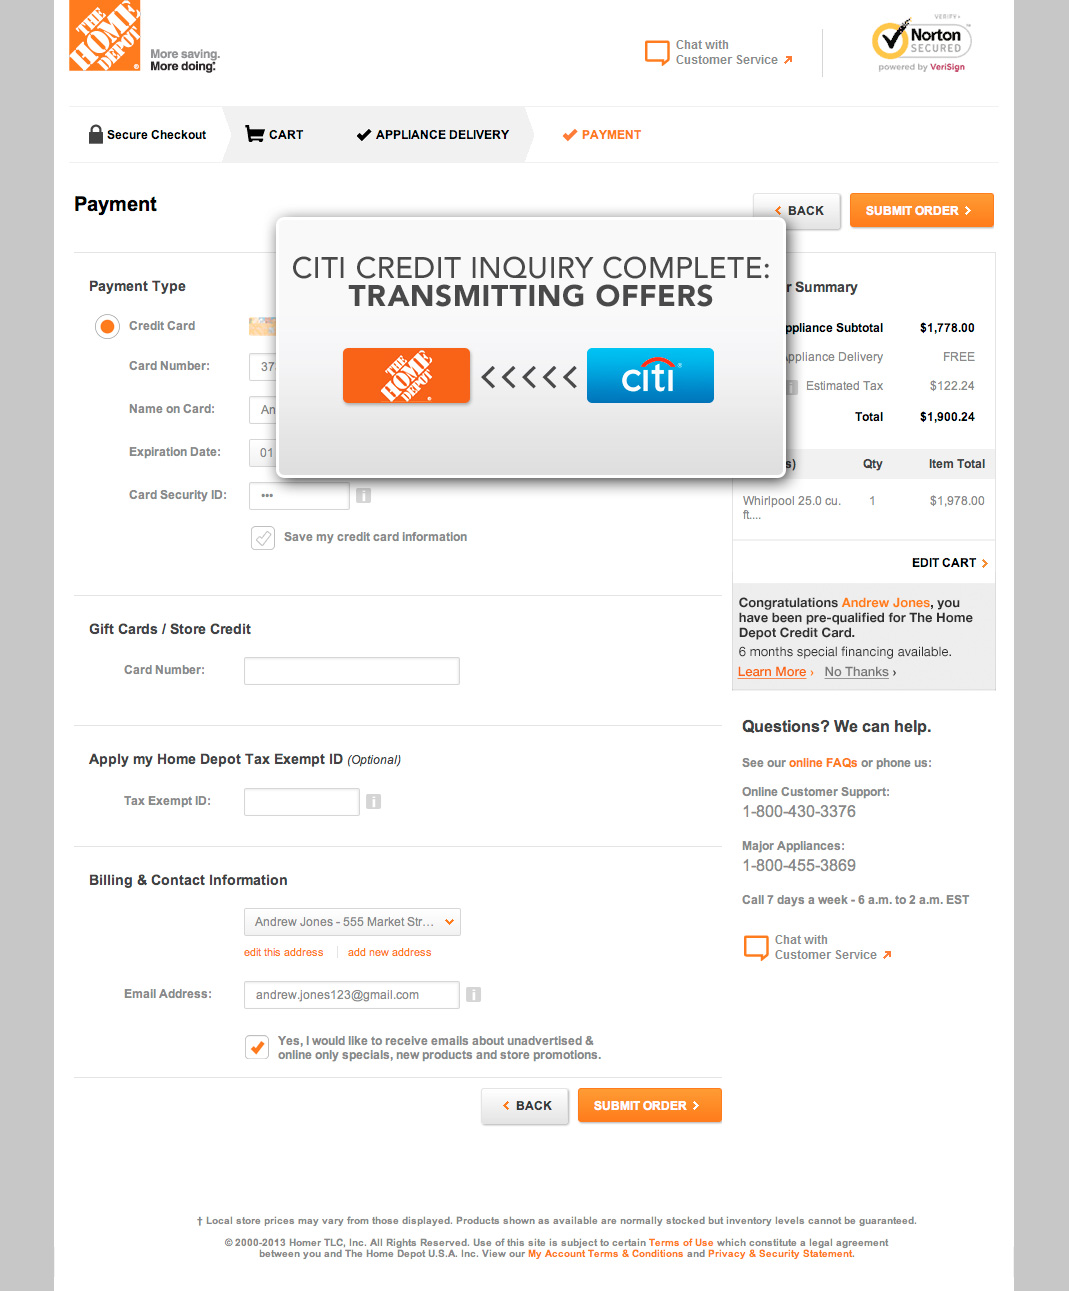 THE HOME DEPOT
More saving.
More doing.
Chat with
Customer Service
VERIFY
Norton
SECURED
powered by VeriSign
Secure Checkout
CART
APPLIANCE DELIVERY
PAYMENT
Payment
BACK
SUBMIT ORDER
CITI CREDIT INQUIRY COMPLETE:
TRANSMITTING OFFERS
THE HOME DEPOT
citi
Payment Type
Credit Card
Card Number: 37
Name on Card: An
Expiration Date: 01
Card Security ID: ••• i
Save my credit card information
r Summary
ppliance Subtotal $1,778.00
ppliance Delivery FREE
i Estimated Tax $122.24
Total $1,900.24
s) Qty Item Total
Whirlpool 25.0 cu. 1 $1,978.00
ft....
EDIT CART
Congratulations Andrew Jones, you
have been pre-qualified for The Home
Depot Credit Card.
6 months special financing available.
Learn More › No Thanks ›
Gift Cards / Store Credit
Card Number:
Apply my Home Depot Tax Exempt ID (Optional)
Tax Exempt ID: i
Billing & Contact Information
Andrew Jones - 555 Market Str...
edit this address | add new address
Email Address: andrew.jones123@gmail.com i
Yes, I would like to receive emails about unadvertised &
online only specials, new products and store promotions.
BACK
SUBMIT ORDER
Questions? We can help.
See our online FAQs or phone us:
Online Customer Support:
1-800-430-3376
Major Appliances:
1-800-455-3869
Call 7 days a week - 6 a.m. to 2 a.m. EST
Chat with
Customer Service
† Local store prices may vary from those displayed. Products shown as available are normally stocked but inventory levels cannot be guaranteed.
© 2000-2013 Homer TLC, Inc. All Rights Reserved. Use of this site is subject to certain Terms of Use which constitute a legal agreement
between you and The Home Depot U.S.A. Inc. View our My Account Terms & Conditions and Privacy & Security Statement.